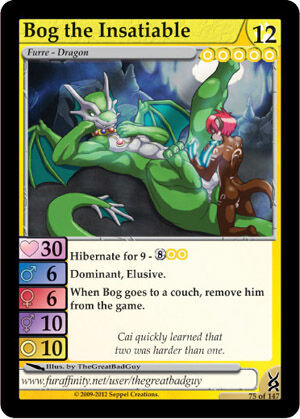 Bog the Insatiable
12
Furre - Dragon
30
Hibernate for 9 - 8
6
Dominant, Elusive.
6
When Bog goes to a couch, remove him
from the game.
10
10
Cai quickly learned that
two was harder than one.
Illus. by TheGreatBadGuy
www.furaffinity.net/user/thegreatbadguy
75 of 147
© 2009-2012 Seppel Creations.